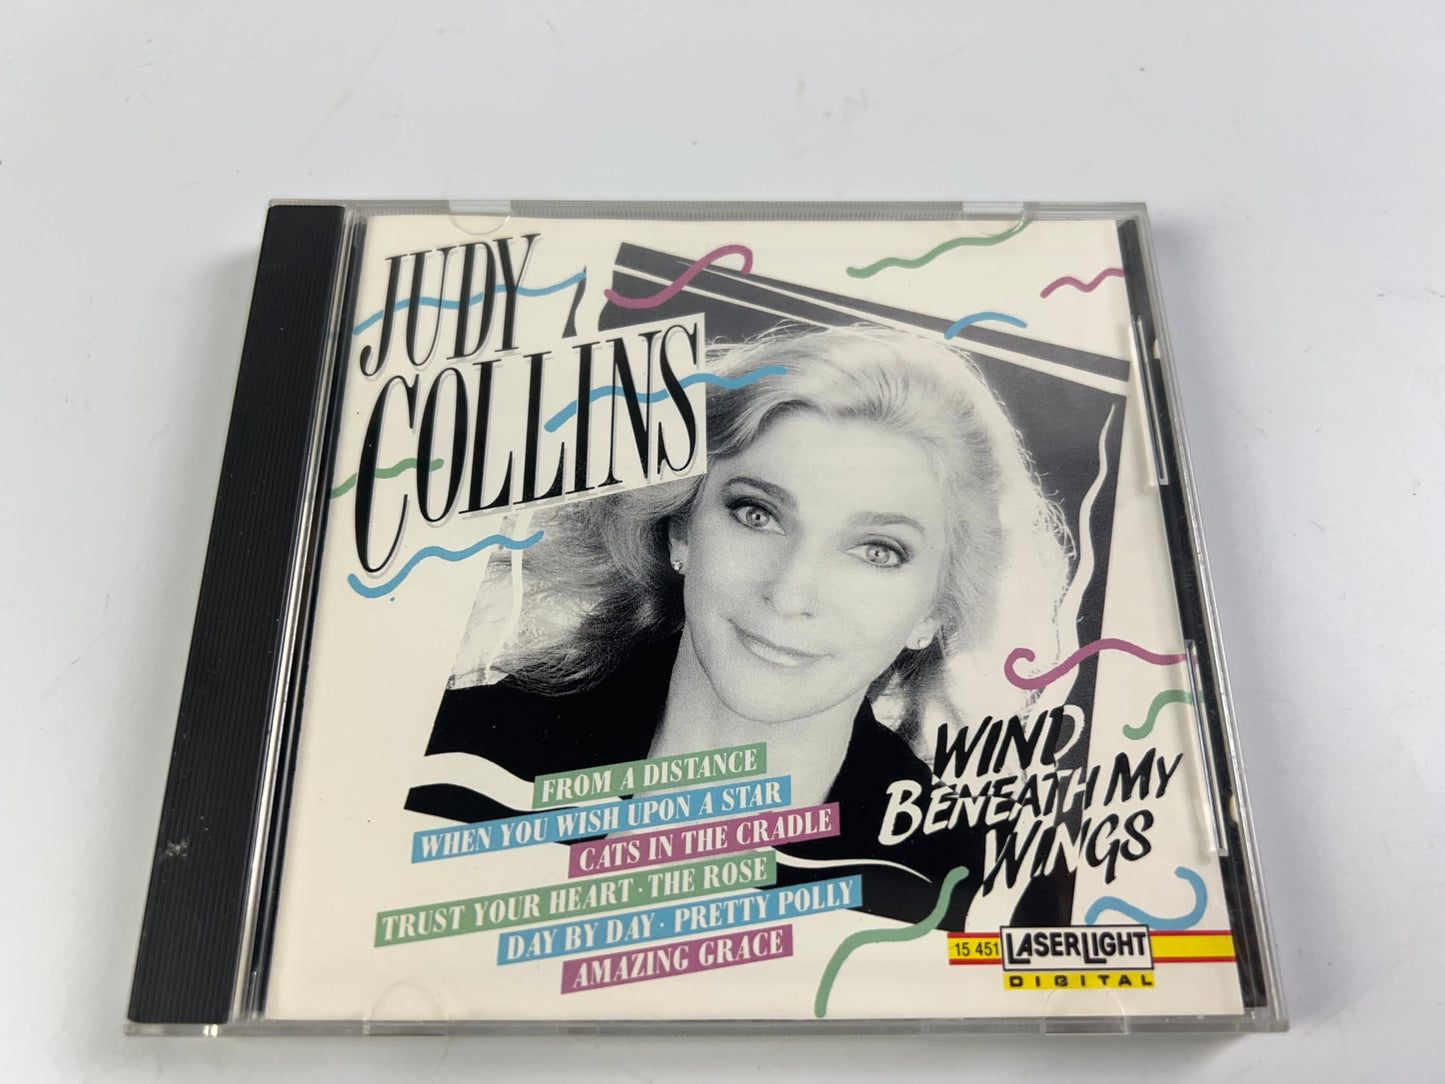 JUDY
COLLINS
FROM A DISTANCE
WHEN YOU WISH UPON A STAR
CATS IN THE CRADLE
TRUST YOUR HEART · THE ROSE
DAY BY DAY · PRETTY POLLY
AMAZING GRACE
WIND
BENEATH MY
WINGS
15 451 LASERLIGHT
DIGITAL